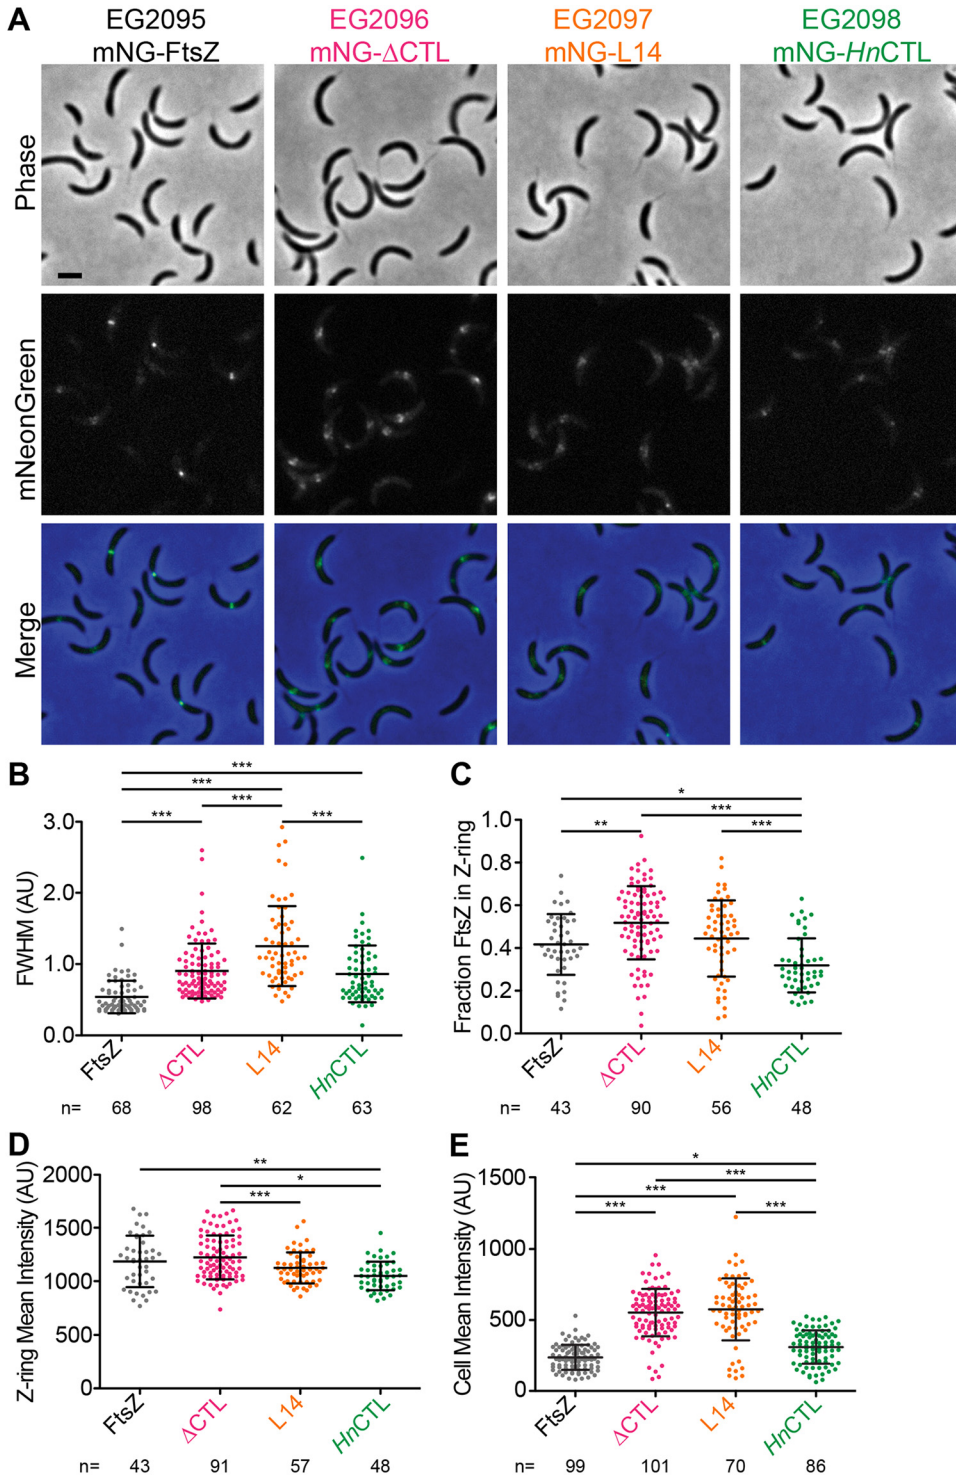 A
EG2095 EG2096 EG2097 EG2098
mNG-FtsZ mNG-ΔCTL mNG-L14 mNG-HnCTL
Phase
mNeonGreen
Merge
B
***
***
***
*** ***
FWHM (AU)
3.0
2.0
1.0
0.0
FtsZ ΔCTL L14 HnCTL
n= 68 98 62 63
C
*
***
** ***
Fraction FtsZ in Z-ring
1.0
0.8
0.6
0.4
0.2
0.0
FtsZ ΔCTL L14 HnCTL
n= 43 90 56 48
D
**
*
***
Z-ring Mean Intensity (AU)
2000
1500
1000
500
0
FtsZ ΔCTL L14 HnCTL
n= 43 91 57 48
E
*
***
***
*** ***
Cell Mean Intensity (AU)
1500
1000
500
0
FtsZ ΔCTL L14 HnCTL
n= 99 101 70 86